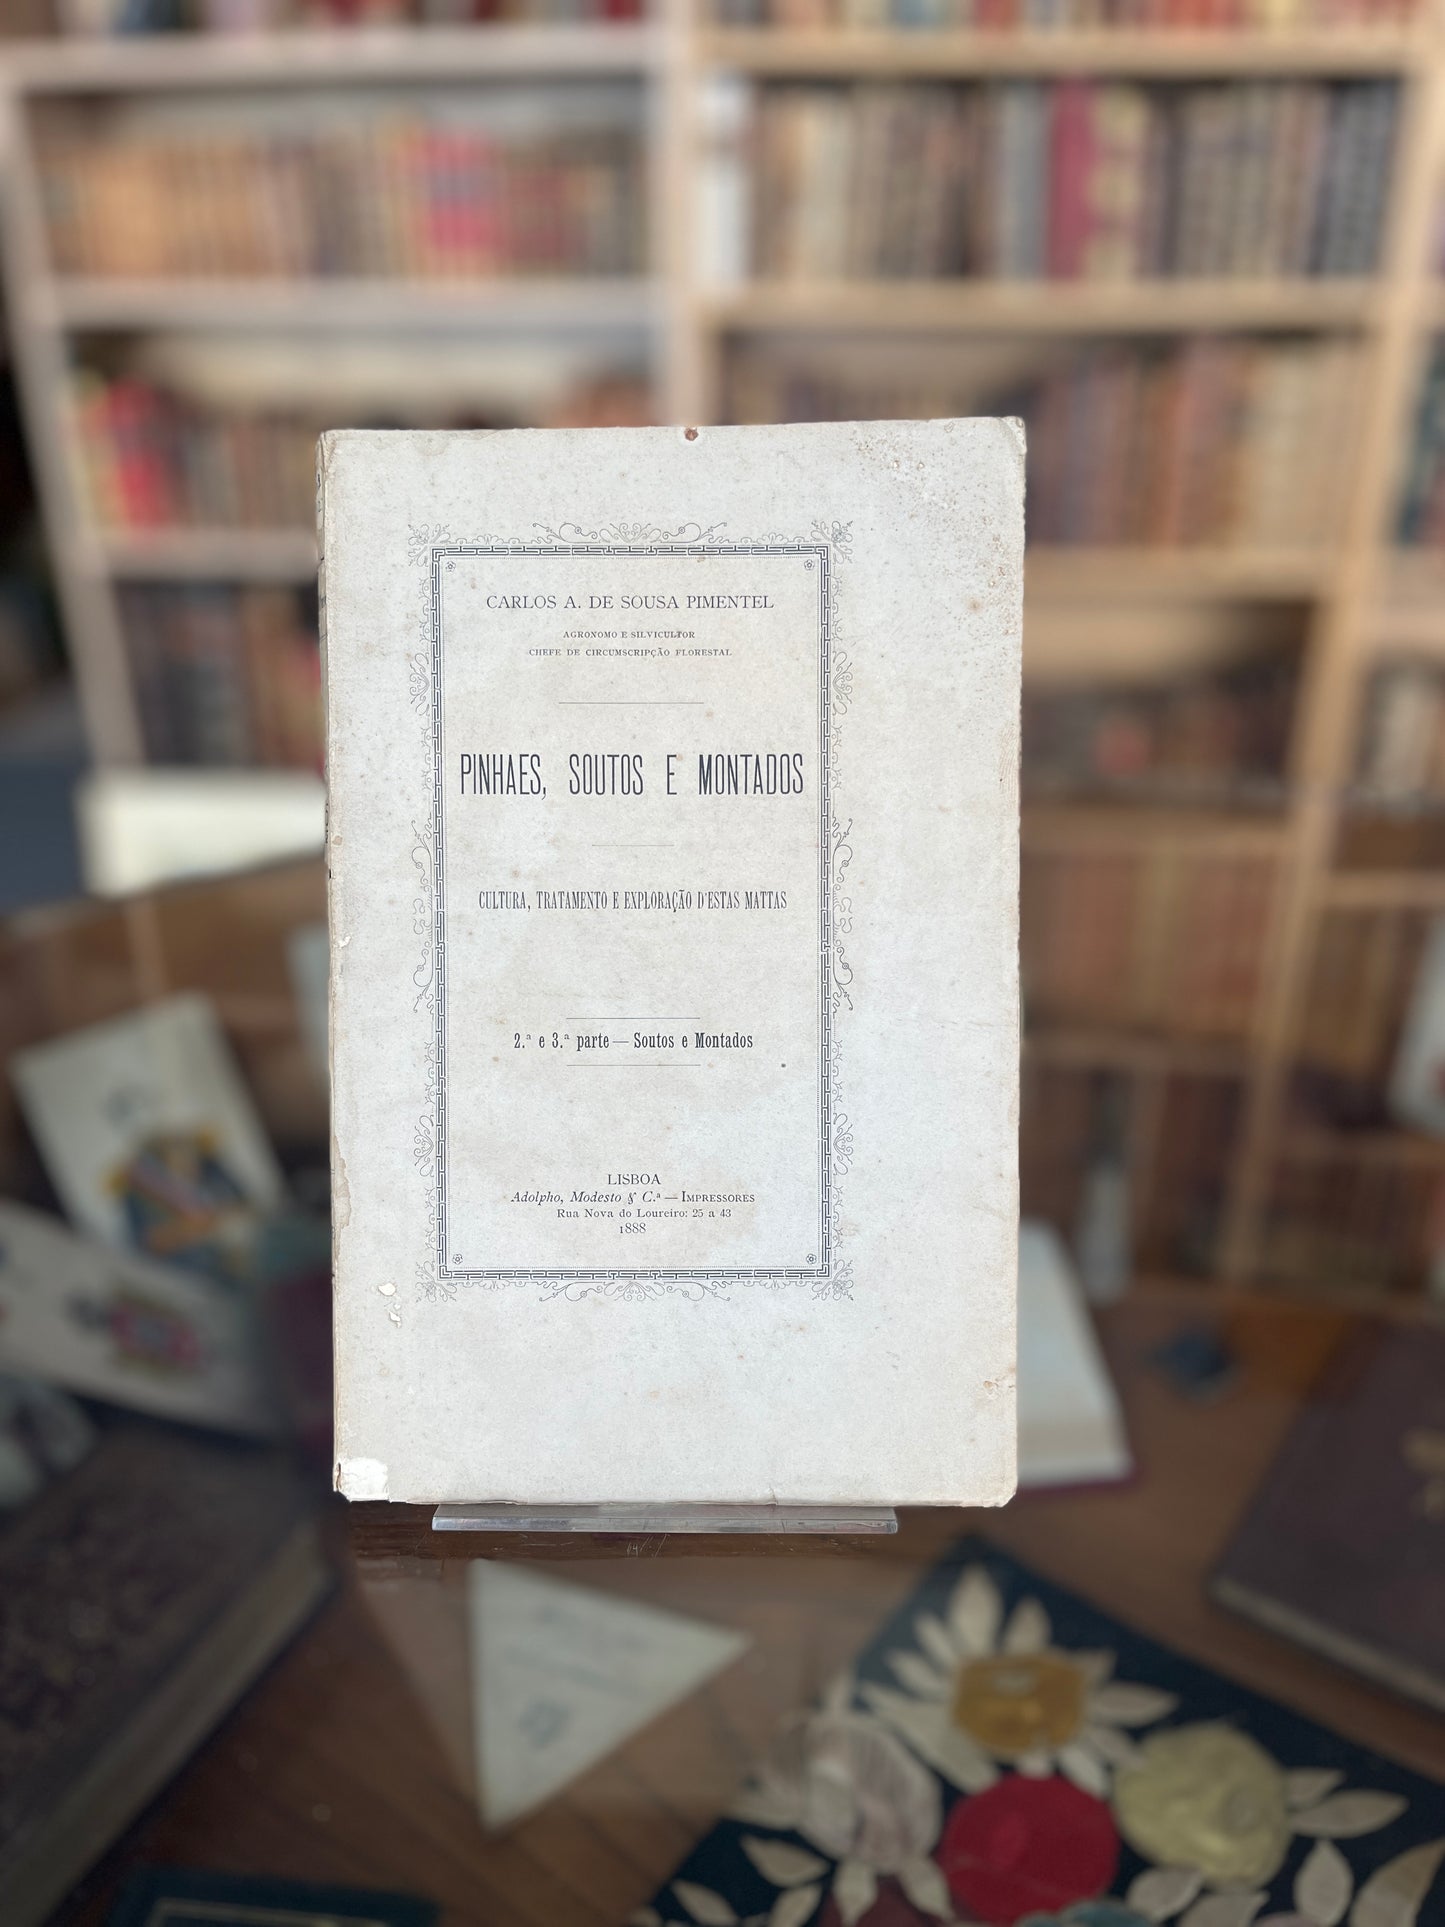 CARLOS A. DE SOUSA PIMENTEL
AGRONOMO E SILVICULTOR
CHEFE DE CIRCUMSCRIPÇÃO FLORESTAL
PINHAES, SOUTOS E MONTADOS
CULTURA, TRATAMENTO E EXPLORAÇÃO D'ESTAS MATTAS
2.ª e 3.ª parte — Soutos e Montados
LISBOA
Adolpho, Modesto & C.ª — IMPRESSORES
Rua Nova do Loureiro: 25 a 43
1888